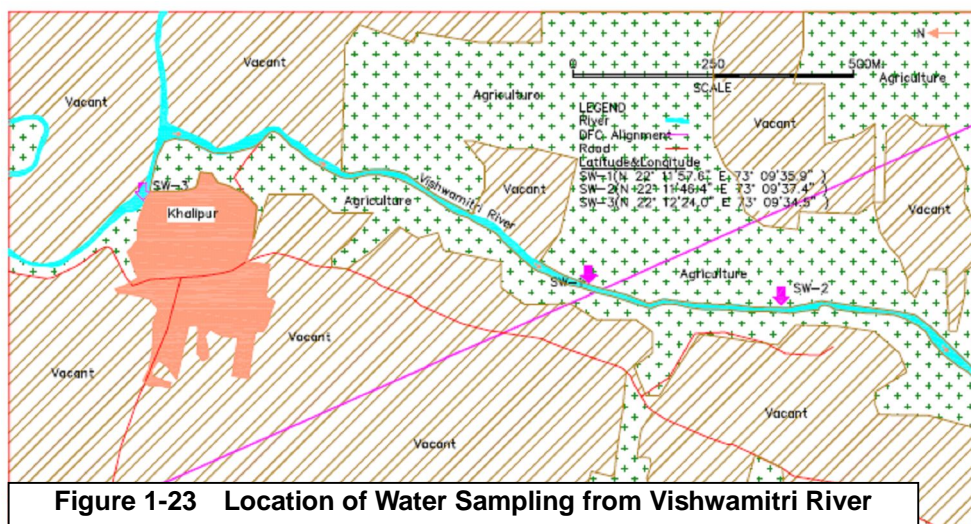 Vacant
Vacant
N
0 250 500M.
SCALE
Agriculture
Agriculture
LEGEND
River
DFC Alignment
Road
Latitude&Longitude
SW-1(N 22° 11'57.6" E 73° 09'35.9" )
SW-2(N 22° 11'46.4" E 73° 09'37.4" )
SW-3(N 22° 12'24.0" E 73° 09'34.5" )
Vacant
SW-3
Khalipur
Agriculture
Vishwamitri River
Vacant
Vacant
Agriculture
SW-
SW-2
Vacant
Vacant
Vacant
Vacant
Figure 1-23 Location of Water Sampling from Vishwamitri River